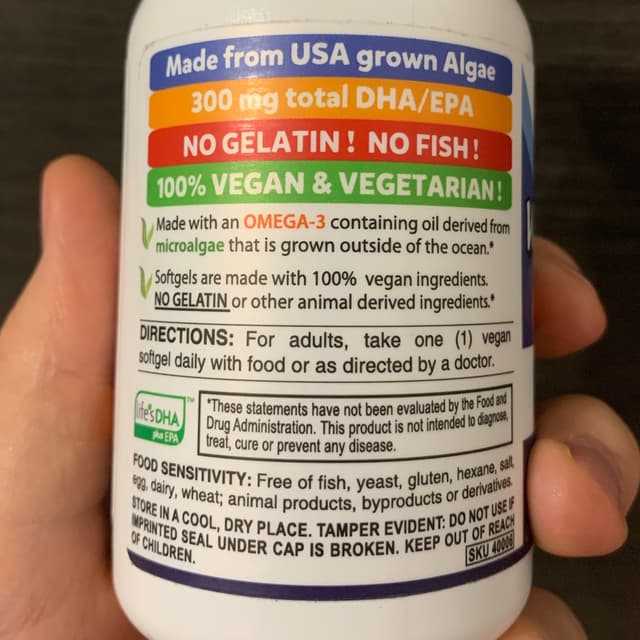 Made from USA grown Algae
300 mg total DHA/EPA
NO GELATIN! NO FISH!
100% VEGAN & VEGETARIAN!
Made with an OMEGA-3 containing oil derived from
microalgae that is grown outside of the ocean.*
Softgels are made with 100% vegan ingredients.
NO GELATIN or other animal derived ingredients.*
DIRECTIONS: For adults, take one (1) vegan
softgel daily with food or as directed by a doctor.
life'sDHA™
plus EPA
*These statements have not been evaluated by the Food and
Drug Administration. This product is not intended to diagnose,
treat, cure or prevent any disease.
FOOD SENSITIVITY: Free of fish, yeast, gluten, hexane, salt,
egg, dairy, wheat; animal products, byproducts or derivatives.
STORE IN A COOL, DRY PLACE. TAMPER EVIDENT: DO NOT USE IF
IMPRINTED SEAL UNDER CAP IS BROKEN. KEEP OUT OF REACH
OF CHILDREN.
SKU 40006